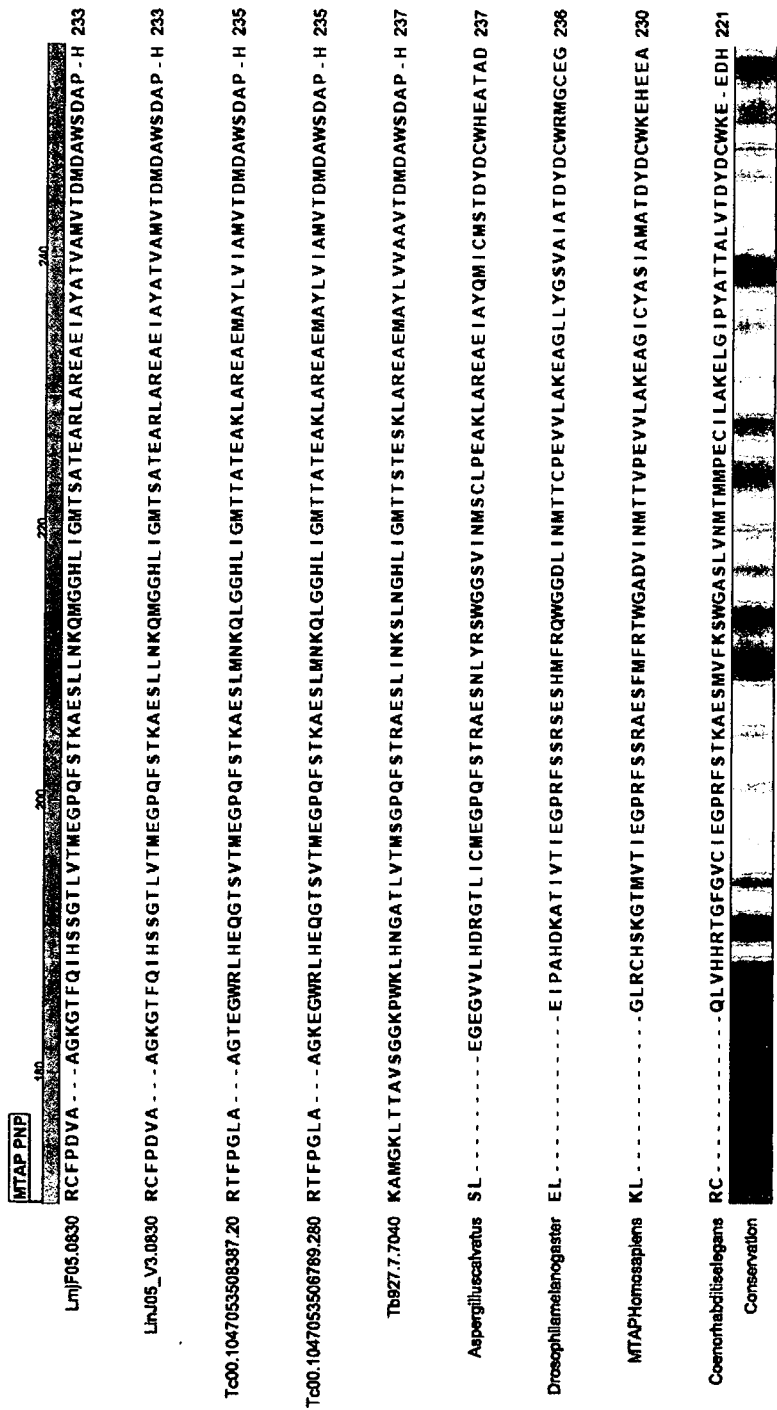 MTAP PNP
180 200 220 240
LmjF05.0830 RCFPDVA---AGKGTFQIHSSGTLVTMEGPQFSTKAESLLNKQMGGHLIGMTSATEARLAREAEIAYATVAMVTDMDAWSDAP-H 233
LinJ05_V3.0830 RCFPDVA---AGKGTFQIHSSGTLVTMEGPQFSTKAESLLNKQMGGHLIGMTSATEARLAREAEIAYATVAMVTDMDAWSDAP-H 233
Tc00.1047053508387.20 RTFPGLA---AGTEGWRLHEQGTSVTMEGPQFSTKAESLMNKQLGGHLIGMTTATEAKLAREAEMAYLVIAMVTDMDAWSDAP-H 235
Tc00.1047053506789.280 RTFPGLA---AGKEGWRLHEQGTSVTMEGPQFSTKAESLMNKQLGGHLIGMTTATEAKLAREAEMAYLVIAMVTDMDAWSDAP-H 235
Tb927.7.7040 KAMGKLTTAVSGGKPWKLHNGATLVTMSGPQFSTRAESLINKSLNGHLIGMTTSTESKLAREAEMAYLVVAAVTDMDAWSDAP-H 237
Aspergilluscalvatus SL---------EGEGVVLHDRGTLICMEGPQFSTRAESNLYRSWGGSVINMSCLPEAKLAREAEIAYQMICMSTDYDCWHEATAD 237
Drosophilamelanogaster EL-----------EIPAHDKATIVTIEGPRFSSRSESHMFRQWGGDLINMTTCPEVVLAKEAGLLYGSVAIATDYDCWRMGCEG 236
MTAPHomosapiens KL-----------GLRCHSKGTMVTIEGPRFSSRAESFMFRTWGADVINMTTVPEVVLAKEAGICYASIAMATDYDCWKEHEEA 230
Coenorhabditiselegans RC----------QLVHHRTGFGVCIEGPRFSTKAESMVFKSWGASLVNMTMMPECILAKELGIPYATTALVTDYDCWKE-EDH 221
Conservation